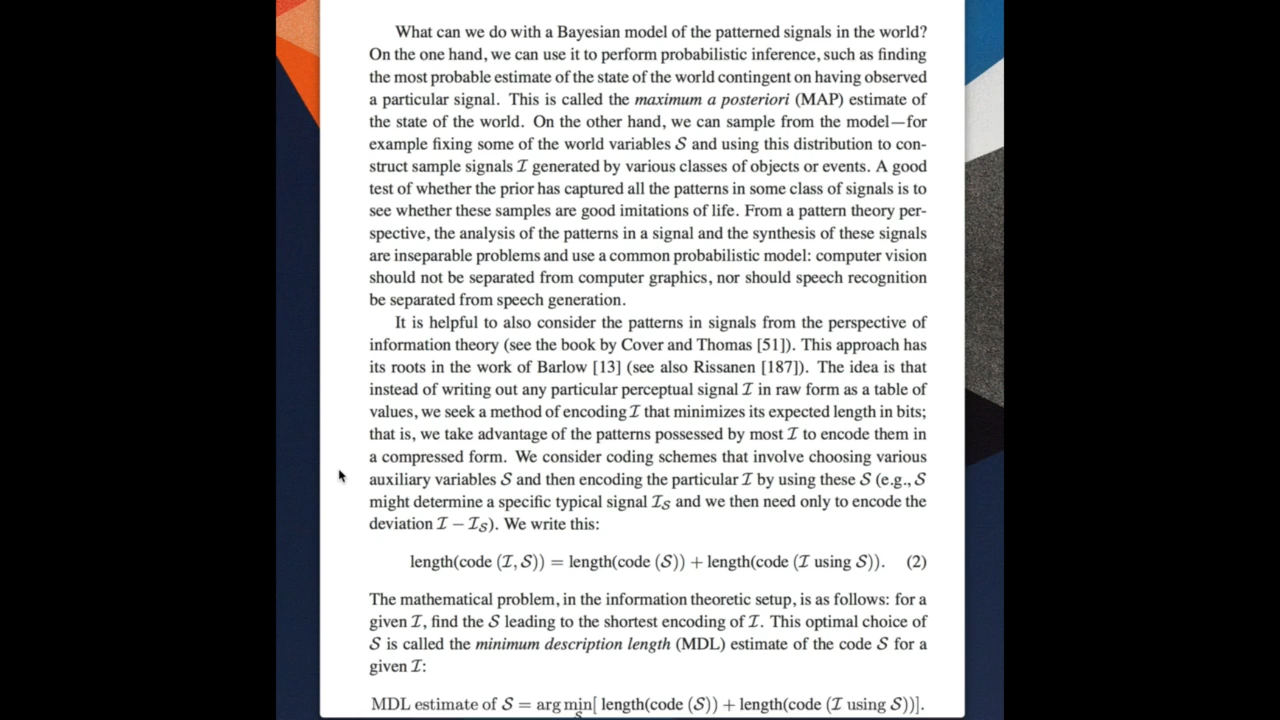 What can we do with a Bayesian model of the patterned signals in the world?
On the one hand, we can use it to perform probabilistic inference, such as finding
the most probable estimate of the state of the world contingent on having observed
a particular signal. This is called the maximum a posteriori (MAP) estimate of
the state of the world. On the other hand, we can sample from the model—for
example fixing some of the world variables S and using this distribution to con-
struct sample signals I generated by various classes of objects or events. A good
test of whether the prior has captured all the patterns in some class of signals is to
see whether these samples are good imitations of life. From a pattern theory per-
spective, the analysis of the patterns in a signal and the synthesis of these signals
are inseparable problems and use a common probabilistic model: computer vision
should not be separated from computer graphics, nor should speech recognition
be separated from speech generation.
It is helpful to also consider the patterns in signals from the perspective of
information theory (see the book by Cover and Thomas [51]). This approach has
its roots in the work of Barlow [13] (see also Rissanen [187]). The idea is that
instead of writing out any particular perceptual signal I in raw form as a table of
values, we seek a method of encoding I that minimizes its expected length in bits;
that is, we take advantage of the patterns possessed by most I to encode them in
a compressed form. We consider coding schemes that involve choosing various
auxiliary variables S and then encoding the particular I by using these S (e.g., S
might determine a specific typical signal I_S and we then need only to encode the
deviation I − I_S). We write this:
length(code (I, S)) = length(code (S)) + length(code (I using S)). (2)
The mathematical problem, in the information theoretic setup, is as follows: for a
given I, find the S leading to the shortest encoding of I. This optimal choice of
S is called the minimum description length (MDL) estimate of the code S for a
given I:
MDL estimate of S = arg min[ length(code (S)) + length(code (I using S))].
S